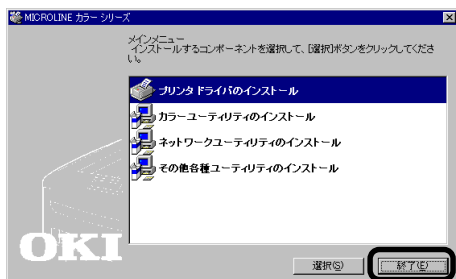 MICROLINE カラー シリーズ
メインメニュー
インストールするコンポーネントを選択して、[選択]ボタンをクリックしてくださ
い。
プリンタ ドライバのインストール
カラーユーティリティのインストール
ネットワークユーティリティのインストール
その他各種ユーティリティのインストール
OKI
選択(S)
終了(E)